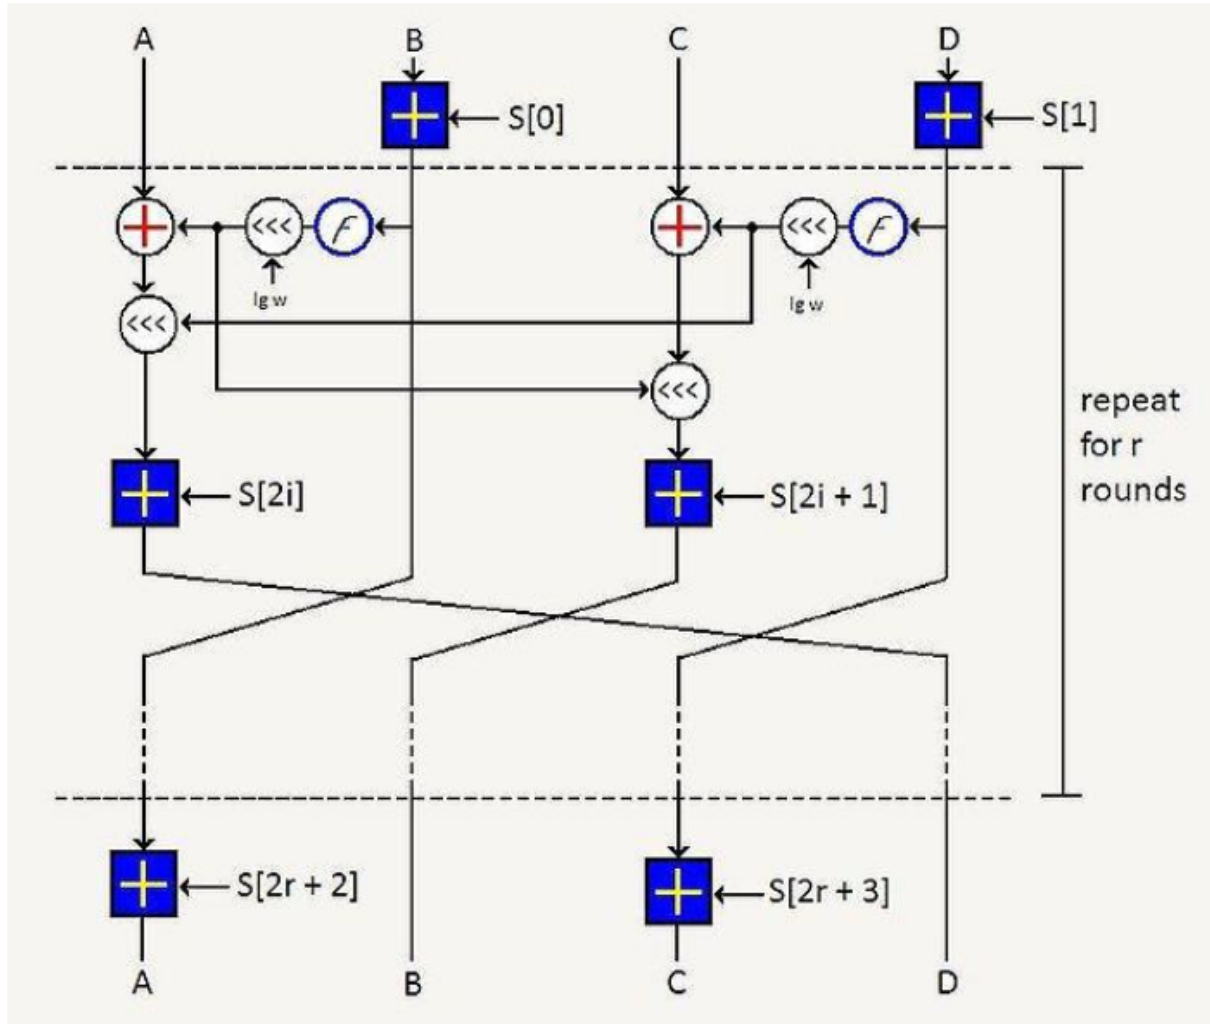 A B C D
S[0] S[1]
<<< F <<< F
lg w lg w
<<<
<<<
repeat
for r
rounds
S[2i] S[2i + 1]
S[2r + 2] S[2r + 3]
A B C D